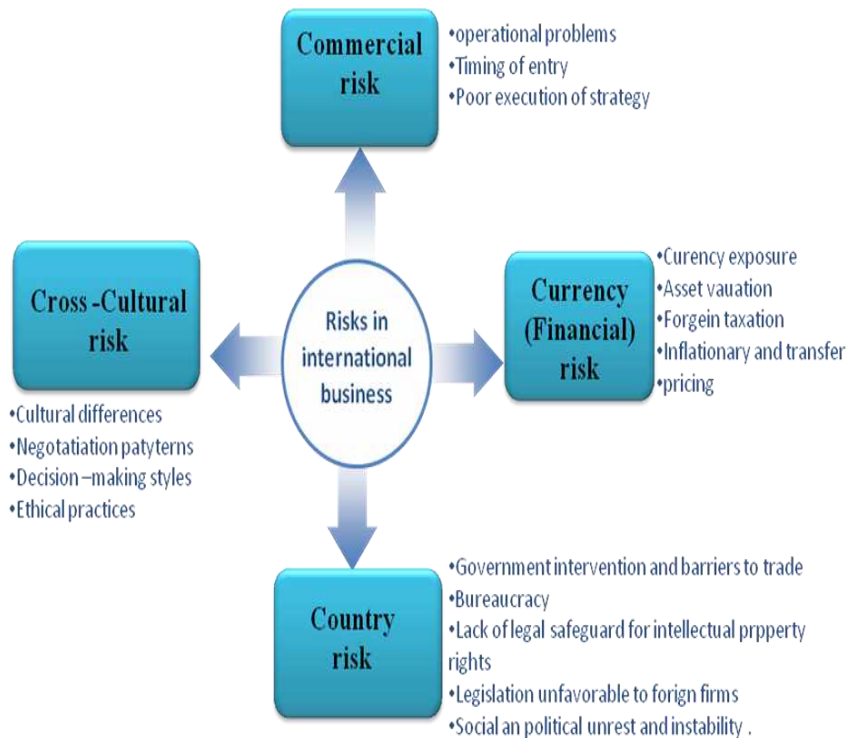 Commercial
risk
•operational problems
•Timing of entry
•Poor execution of strategy
Cross -Cultural
risk
•Cultural differences
•Negotatiation patyterns
•Decision –making styles
•Ethical practices
Risks in
international
business
Currency
(Financial)
risk
•Curency exposure
•Asset vauation
•Forgein taxation
•Inflationary and transfer
•pricing
Country
risk
•Government intervention and barriers to trade
•Bureaucracy
•Lack of legal safeguard for intellectual prpperty
rights
•Legislation unfavorable to forign firms
•Social an political unrest and instability .